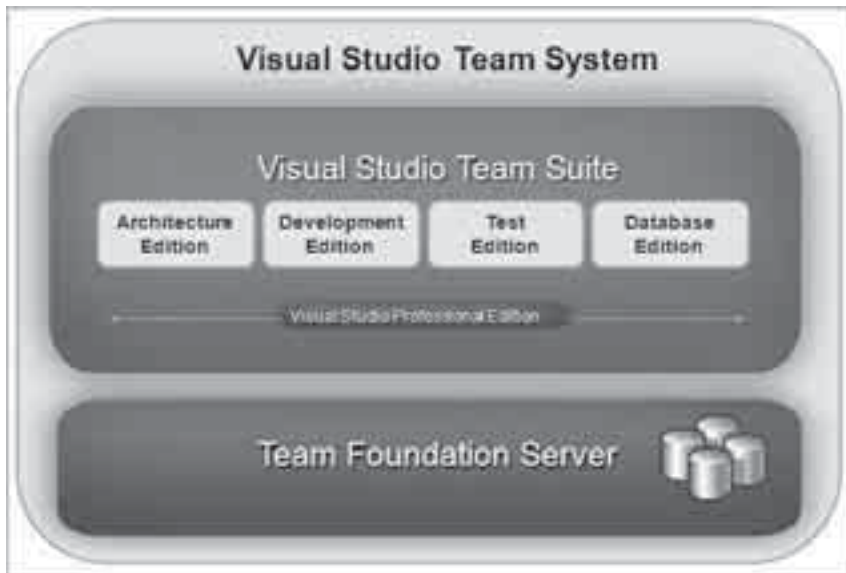 Visual Studio Team System
Visual Studio Team Suite
Architecture
Edition
Development
Edition
Test
Edition
Database
Edition
Visual Studio Professional Edition
Team Foundation Server